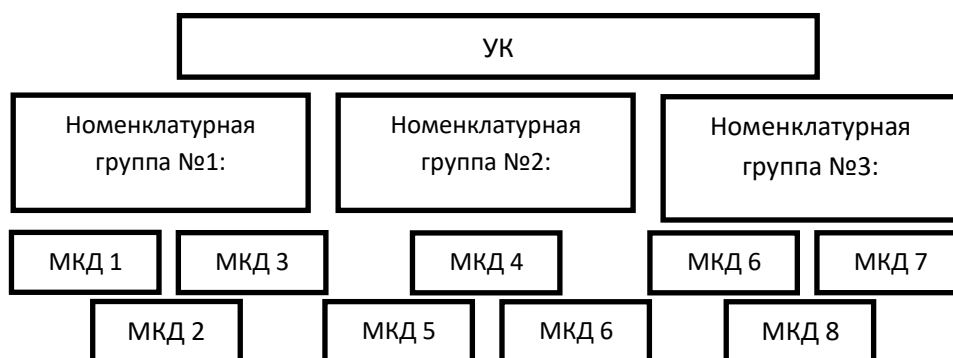 УК
Номенклатурная
группа №1:
Номенклатурная
группа №2:
Номенклатурная
группа №3:
МКД 1
МКД 3
МКД 4
МКД 6
МКД 7
МКД 2
МКД 5
МКД 6
МКД 8